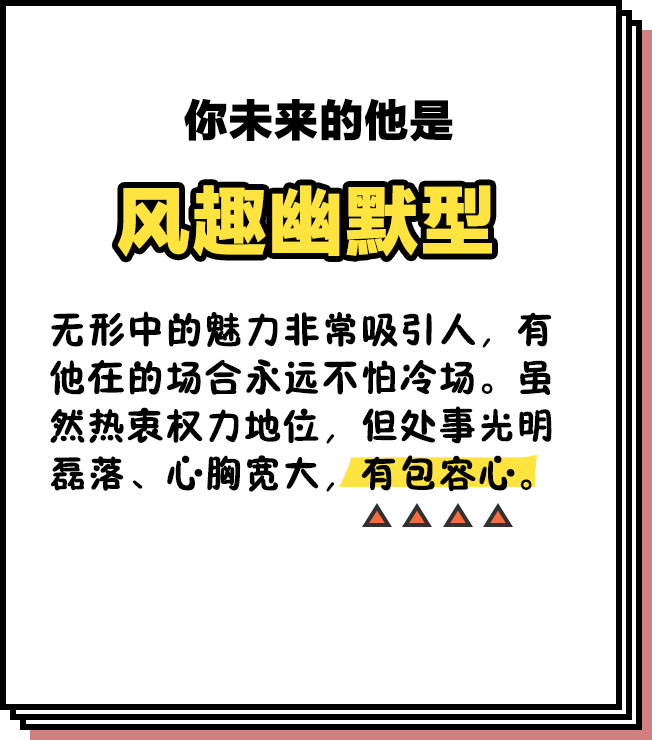 你未来的他是
风趣幽默型
无形中的魅力非常吸引人，有
他在的场合永远不怕冷场。虽
然热衷权力地位，但处事光明
磊落、心胸宽大，有包容心。